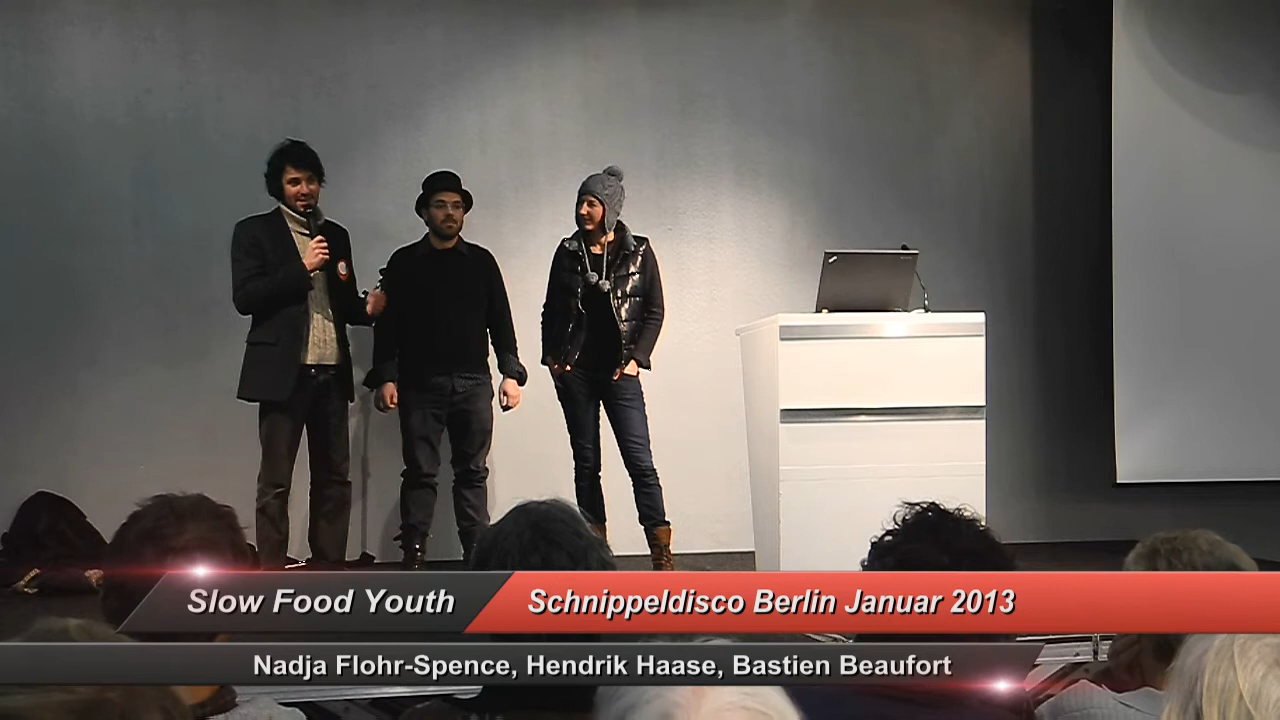 Slow Food Youth
Schnippeldisco Berlin Januar 2013
Nadja Flohr-Spence, Hendrik Haase, Bastien Beaufort